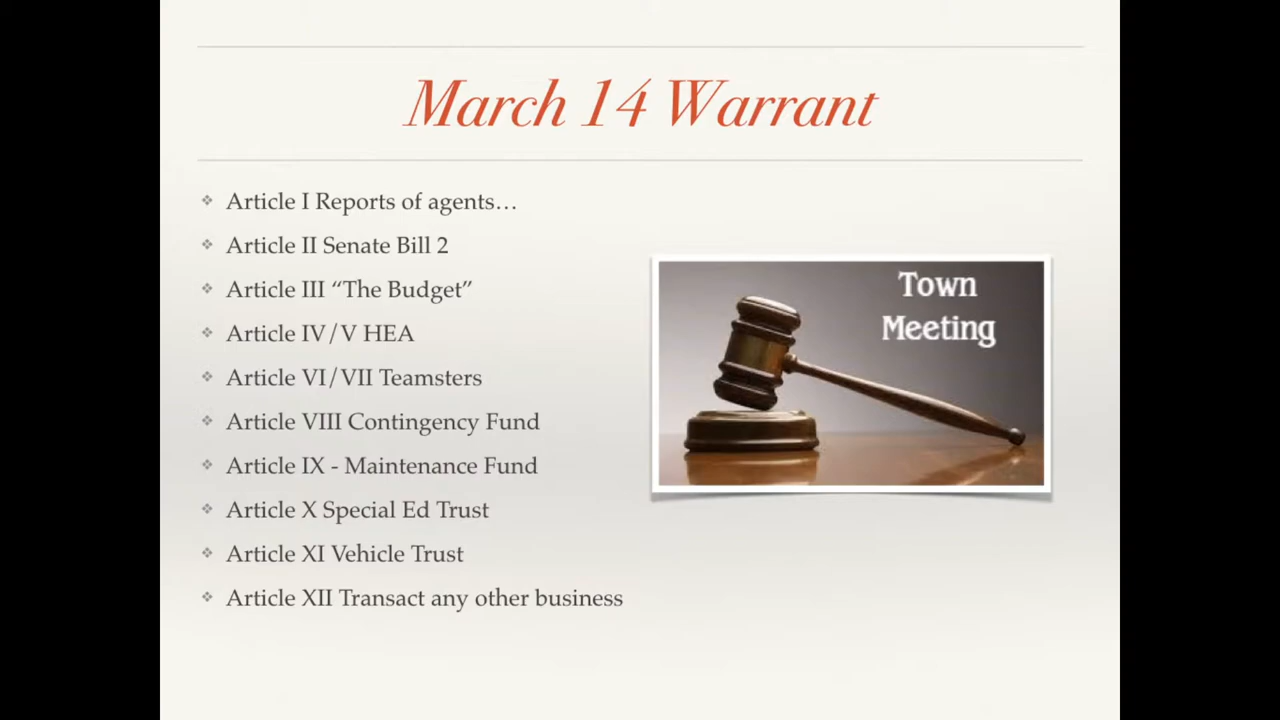 March 14 Warrant
Article I Reports of agents…
Article II Senate Bill 2
Article III “The Budget”
Article IV/V HEA
Article VI/VII Teamsters
Article VIII Contingency Fund
Article IX - Maintenance Fund
Article X Special Ed Trust
Article XI Vehicle Trust
Article XII Transact any other business
Town
Meeting